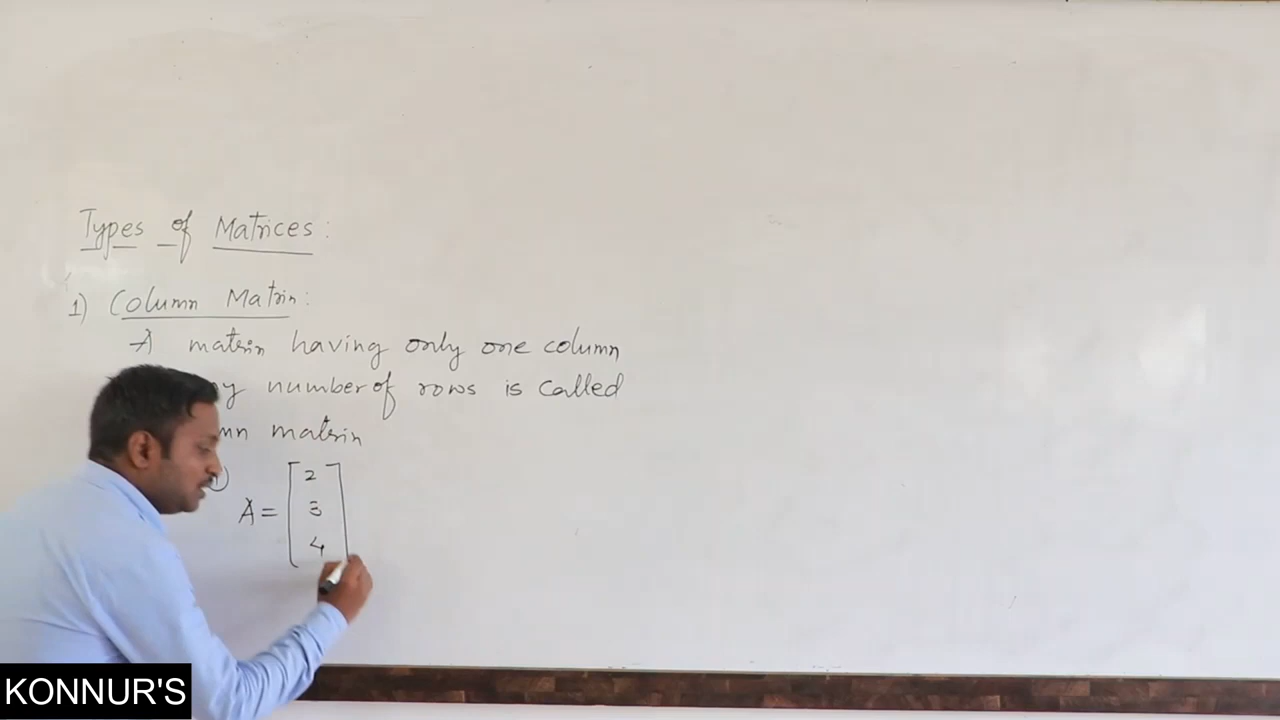 Types of Matrices:
1) Column Matrix:
A matrix having only one column
number of rows is called
matrix
1)
A = [2
3
4]
KONNUR'S